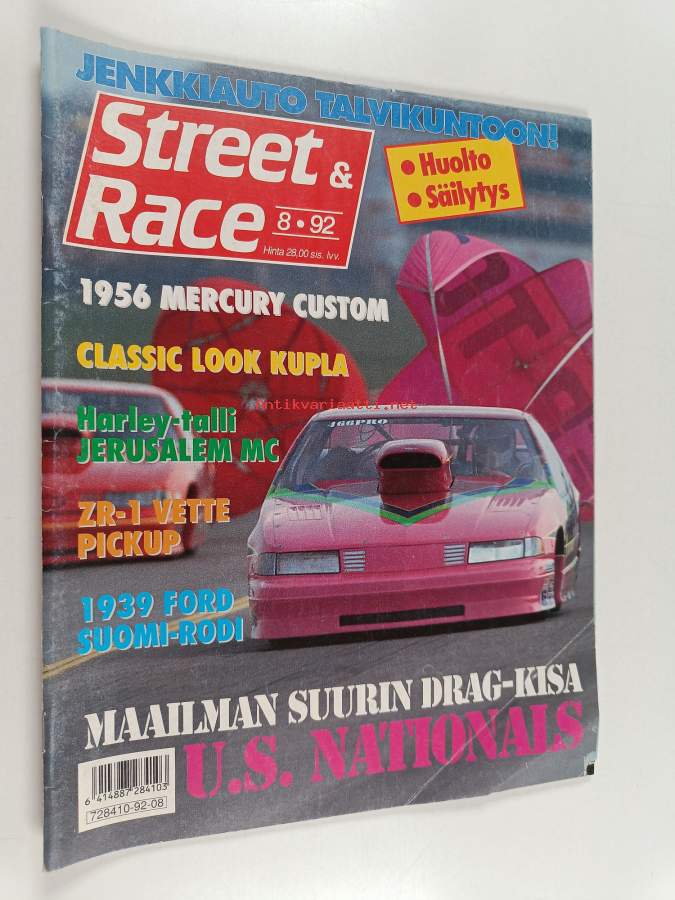 JENKKIAUTO TALVIKUNTOON!
Street &
Race
8•92
Hinta 28,00 sis. lvv.
• Huolto
• Säilytys
1956 MERCURY CUSTOM
CLASSIC LOOK KUPLA
antikvariaatti.net
Harley-talli
JERUSALEM MC
466PRO
ZR-1 VETTE
PICKUP
1939 FORD
SUOMI-RODI
MAAILMAN SUURIN DRAG-KISA
U.S. NATIONALS
6 414887 284103
728410-92-08